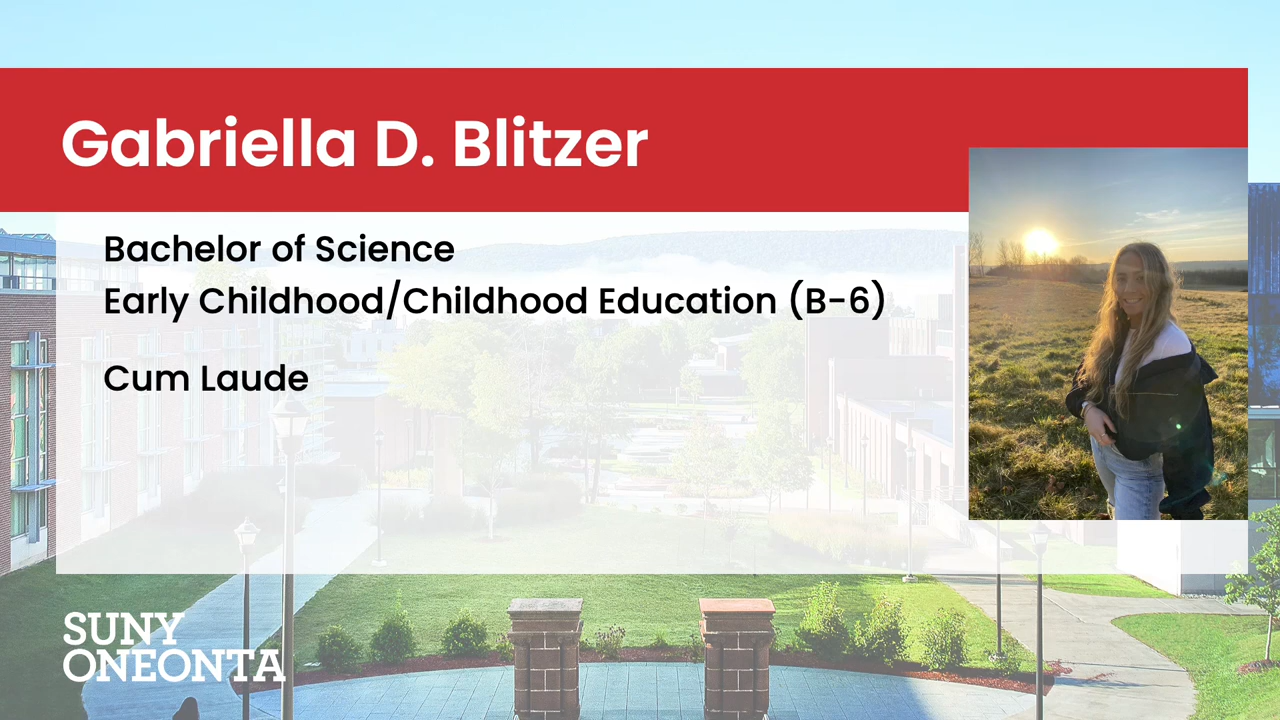 Gabriella D. Blitzer
Bachelor of Science
Early Childhood/Childhood Education (B-6)
Cum Laude
SUNY
ONEONTA